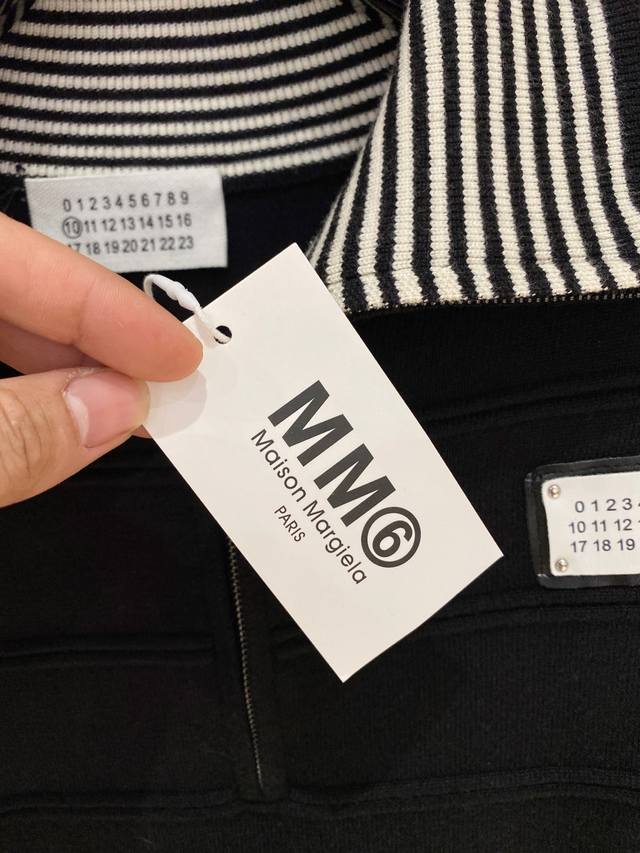 0 1 2 3 4 5 6 7 8 9
⑩ 11 12 13 14 15 16
17 18 19 20 21 22 23
MM⑥
Maison Margiela
PARIS
0 1 2 3
10 11 12
17 18 19